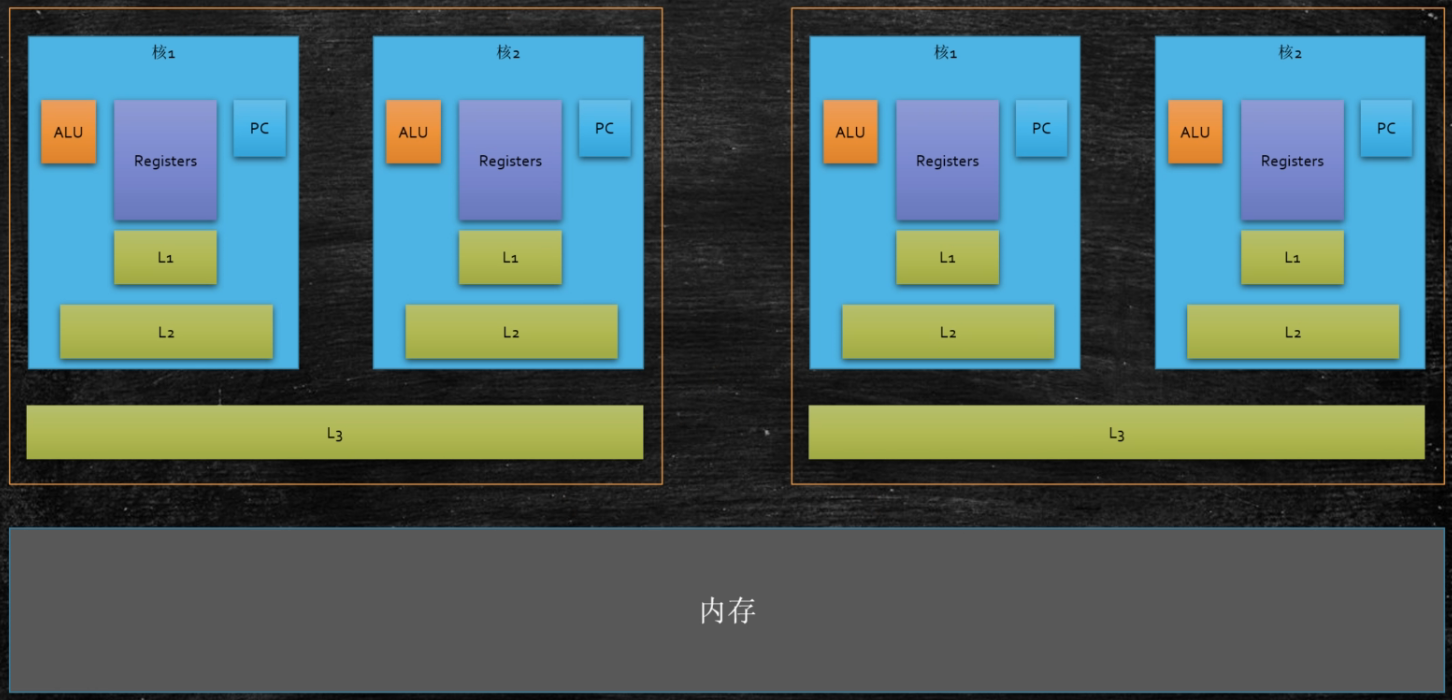 核1
核2
核1
核2
ALU
Registers
PC
ALU
Registers
PC
ALU
Registers
PC
ALU
Registers
PC
L1
L1
L1
L1
L2
L2
L2
L2
L3
L3
内存